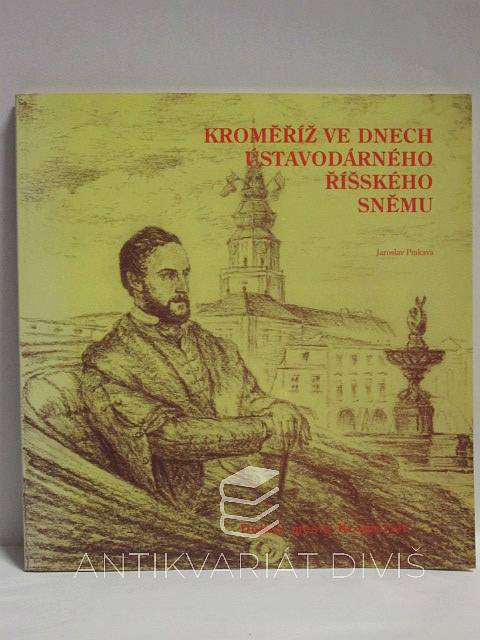 KROMĚŘÍŽ VE DNECH
ÚSTAVODÁRNÉHO
ŘÍŠSKÉHO
SNĚMU
Jaroslav Pinkava
ANTIKVARIÁT DIVIŠ